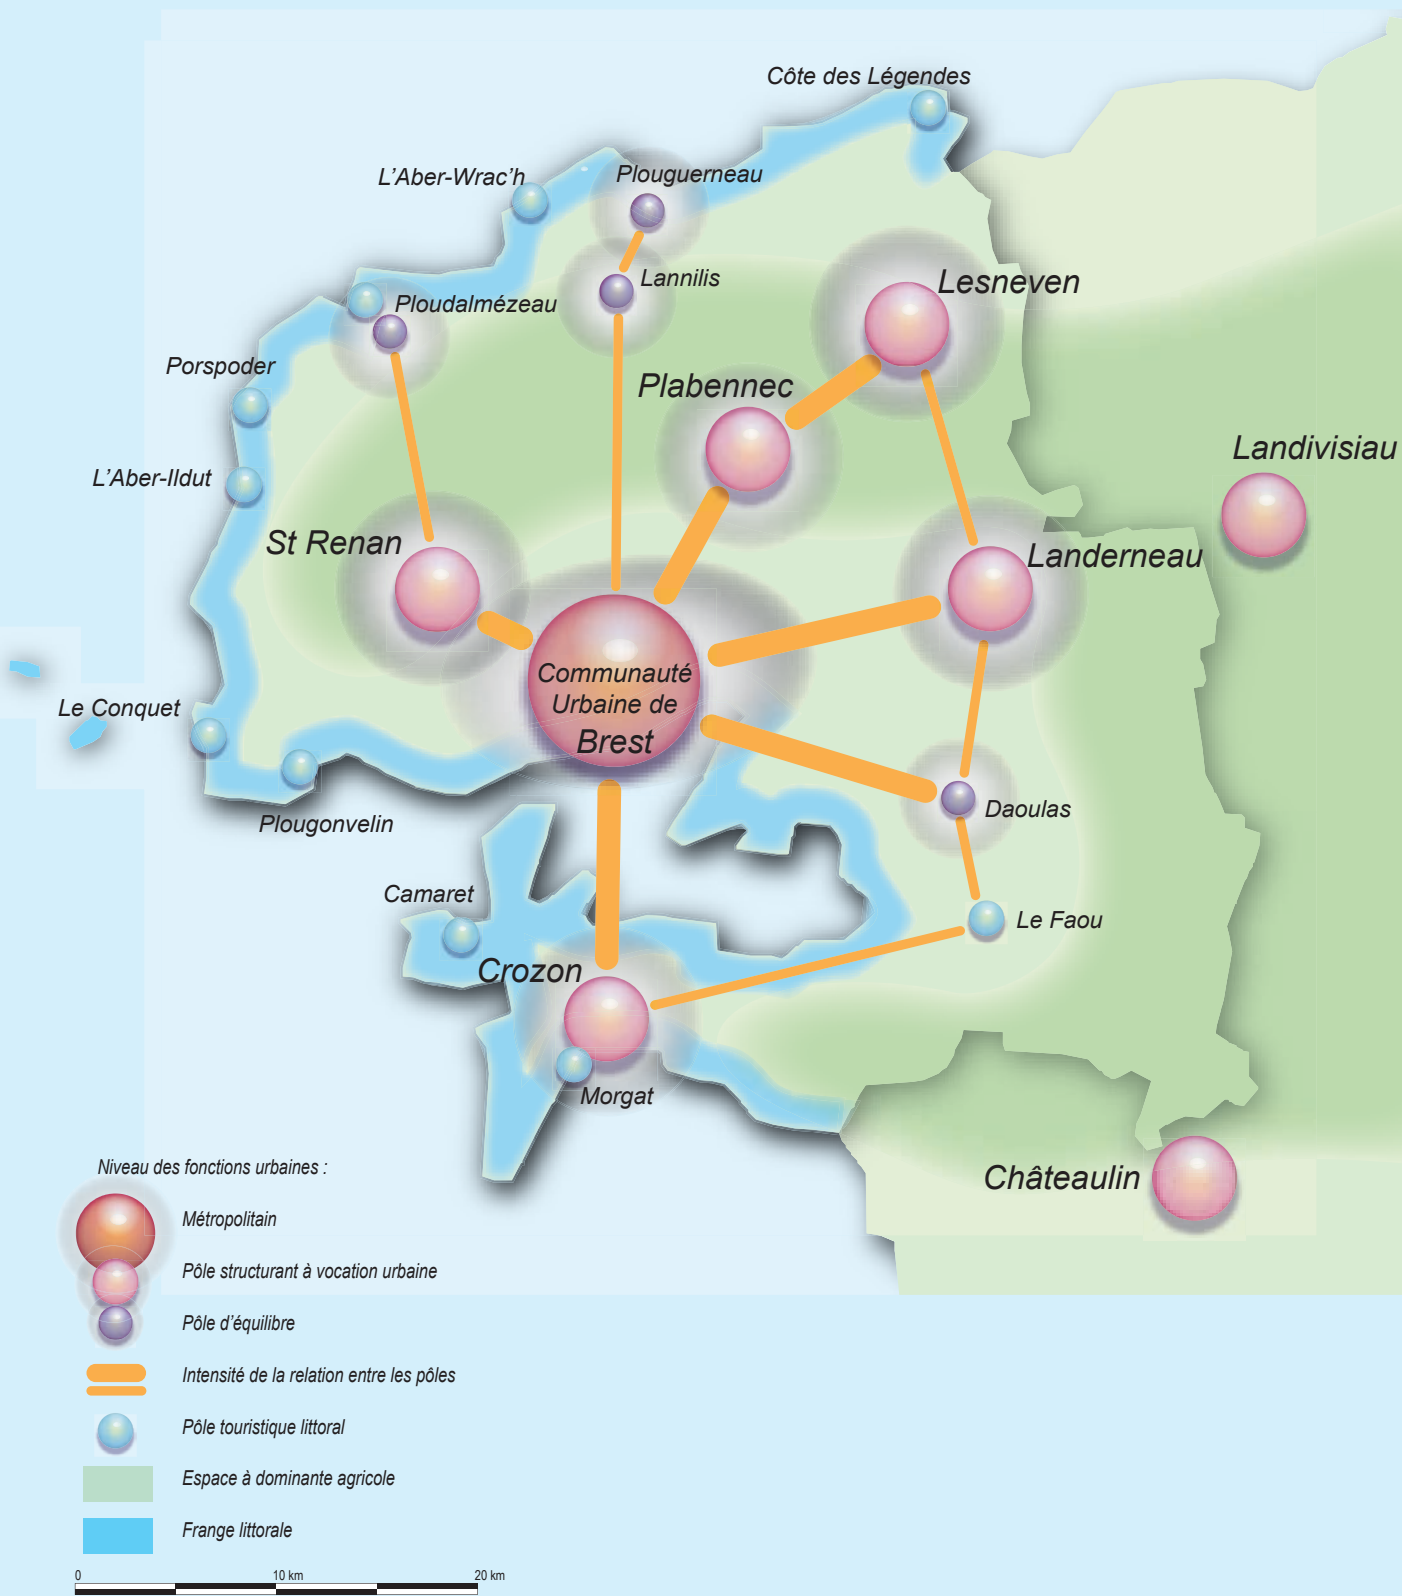 Côte des Légendes
Plouguerneau
L'Aber-Wrac'h
Lannilis
Lesneven
Ploudalmézeau
Porspoder
Plabennec
Landivisiau
L'Aber-Ildut
St Renan
Landerneau
Communauté
Urbaine de
Brest
Le Conquet
Daoulas
Plougonvelin
Camaret
Le Faou
Crozon
Morgat
Châteaulin
Niveau des fonctions urbaines :
Métropolitain
Pôle structurant à vocation urbaine
Pôle d'équilibre
Intensité de la relation entre les pôles
Pôle touristique littoral
Espace à dominante agricole
Frange littorale
0 10 km 20 km